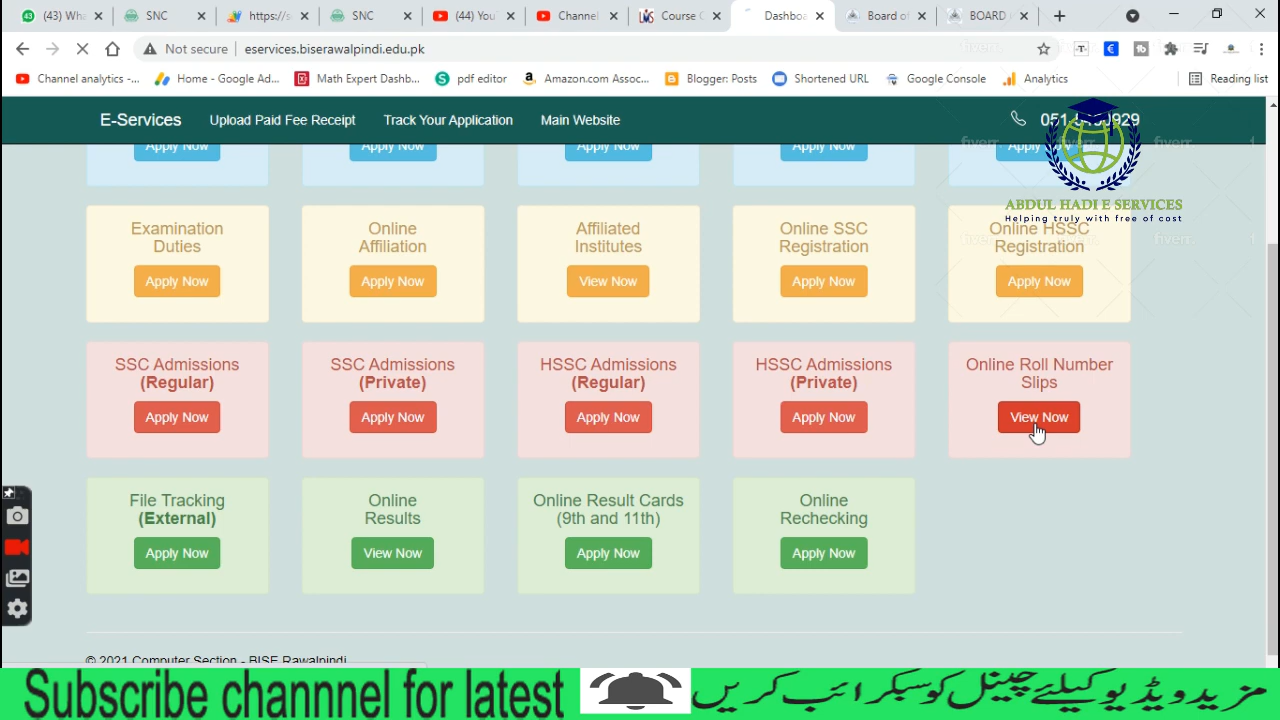 (43) Wha
SNC
https://s
SNC
(44) You
Channel
Course C
Dashboa
Board of
BOARD
Not secure
eservices.biserawalpindi.edu.pk
Channel analytics -...
Home - Google Ad...
Math Expert Dashb...
pdf editor
Amazon.com Assoc...
Blogger: Posts
Shortened URL
Google Console
Analytics
Reading list
E-Services
Upload Paid Fee Receipt
Track Your Application
Main Website
ABDUL HADI E SERVICES
Helping truly with free of cost
Apply Now
Apply Now
Apply Now
Apply Now
Apply Now
Examination
Duties
Apply Now
Online
Affiliation
Apply Now
Affiliated
Institutes
View Now
Online SSC
Registration
Apply Now
Online HSSC
Registration
Apply Now
SSC Admissions
(Regular)
Apply Now
SSC Admissions
(Private)
Apply Now
HSSC Admissions
(Regular)
Apply Now
HSSC Admissions
(Private)
Apply Now
Online Roll Number
Slips
View Now
File Tracking
(External)
Apply Now
Online
Results
View Now
Online Result Cards
(9th and 11th)
Apply Now
Online
Rechecking
Apply Now
© 2021 Computer Section - BISE Rawalpindi
Subscribe channnel for latest
مزید ویڈیو کیلئے چینل کو سبکرائب کریں